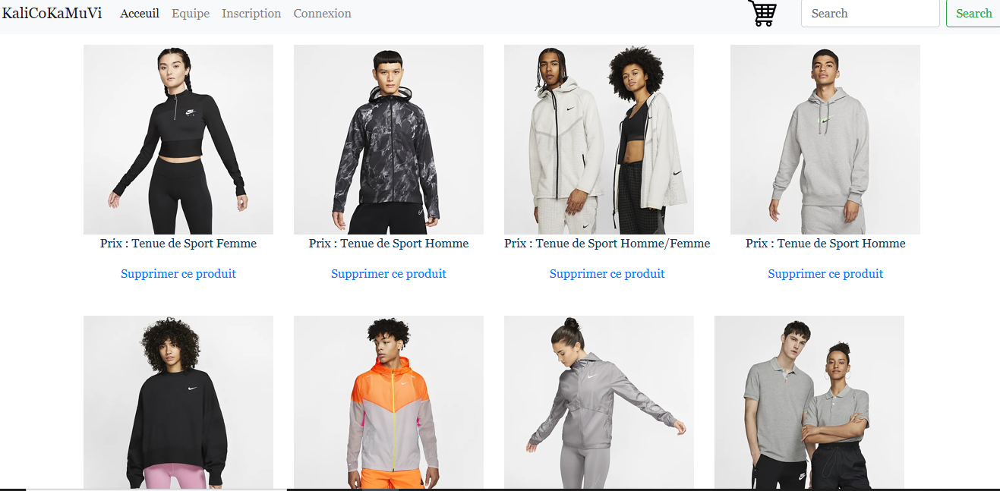 KaliCoKaMuVi Acceuil Equipe Inscription Connexion Search Search
Prix : Tenue de Sport Femme
Prix : Tenue de Sport Homme
Prix : Tenue de Sport Homme/Femme
Prix : Tenue de Sport Homme
Supprimer ce produit
Supprimer ce produit
Supprimer ce produit
Supprimer ce produit